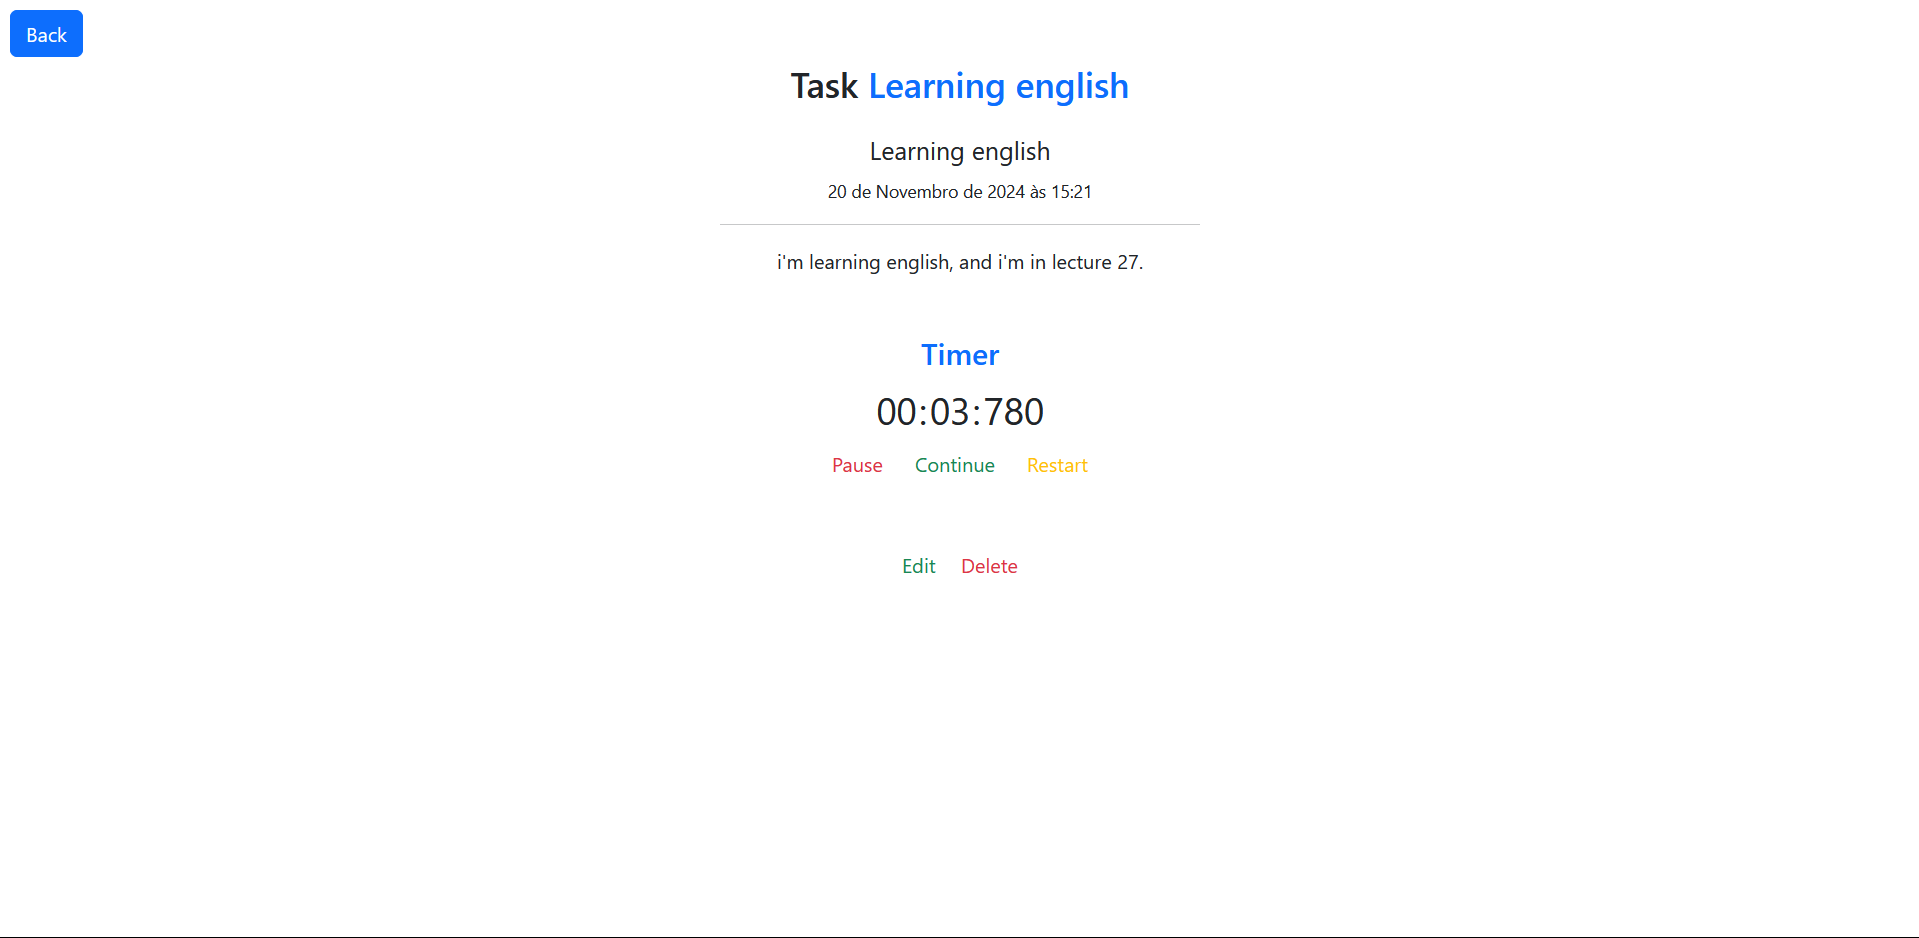 Back
Task Learning english
Learning english
20 de Novembro de 2024 às 15:21
i'm learning english, and i'm in lecture 27.
Timer
00:03:780
Pause Continue Restart
Edit Delete